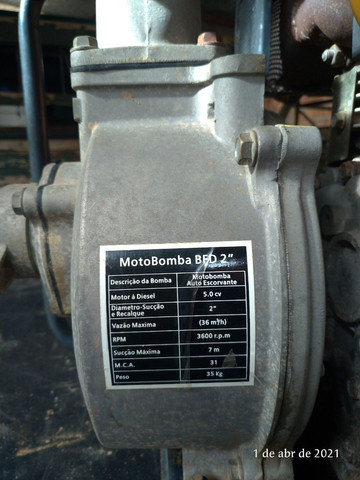 MotoBomba BFD 2"
Descrição da Bomba Motobomba Auto Escorvante
Motor à Diesel 5.0 cv
Diametro-Sucção e Recalque 2"
Vazão Maxima (36 m³/h)
RPM 3600 r.p.m
Sucção Máxima 7 m
M.C.A. 31
Peso 35 kg
1 de abr de 2021